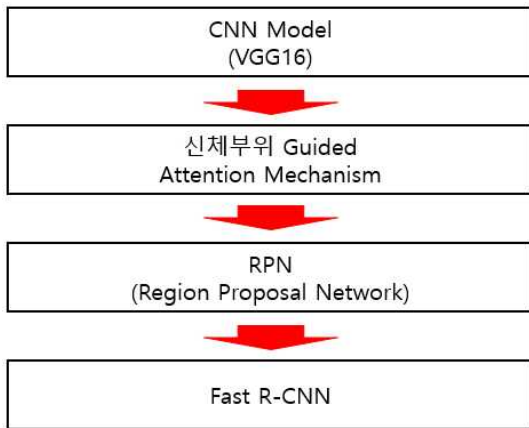 CNN Model
(VGG16)
신체부위 Guided
Attention Mechanism
RPN
(Region Proposal Network)
Fast R-CNN